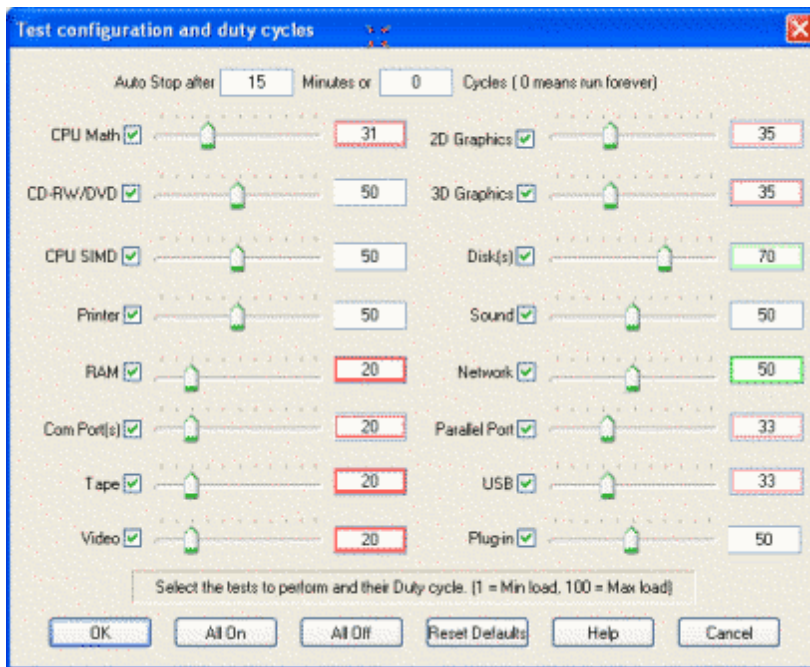 Test configuration and duty cycles
Auto Stop after 15 Minutes or 0 Cycles ( 0 means run forever)
CPU Math 31 2D Graphics 35
CD-RW/DVD 50 3D Graphics 35
CPU SIMD 50 Disk(s) 70
Printer 50 Sound 50
RAM 20 Network 50
Com Port(s) 20 Parallel Port 33
Tape 20 USB 33
Video 20 Plug-in 50
Select the tests to perform and their Duty cycle. (1 = Min load, 100 = Max load)
OK All On All Off Reset Defaults Help Cancel